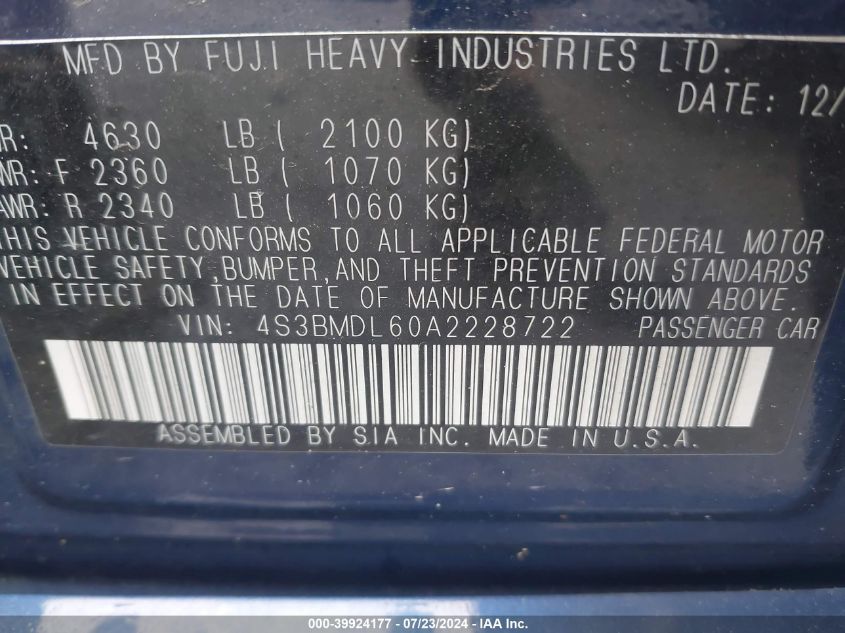 MFD BY FUJI HEAVY INDUSTRIES LTD.
DATE: 12/
R: 4630 LB ( 2100 KG)
WR: F 2360 LB ( 1070 KG)
AWR: R 2340 LB ( 1060 KG)
THIS VEHICLE CONFORMS TO ALL APPLICABLE FEDERAL MOTOR
VEHICLE SAFETY,BUMPER,AND THEFT PREVENTION STANDARDS
IN EFFECT ON THE DATE OF MANUFACTURE SHOWN ABOVE.
VIN: 4S3BMDL60A2228722 PASSENGER CAR
ASSEMBLED BY SIA INC. MADE IN U.S.A.
000-39924177 - 07/23/2024 - IAA Inc.